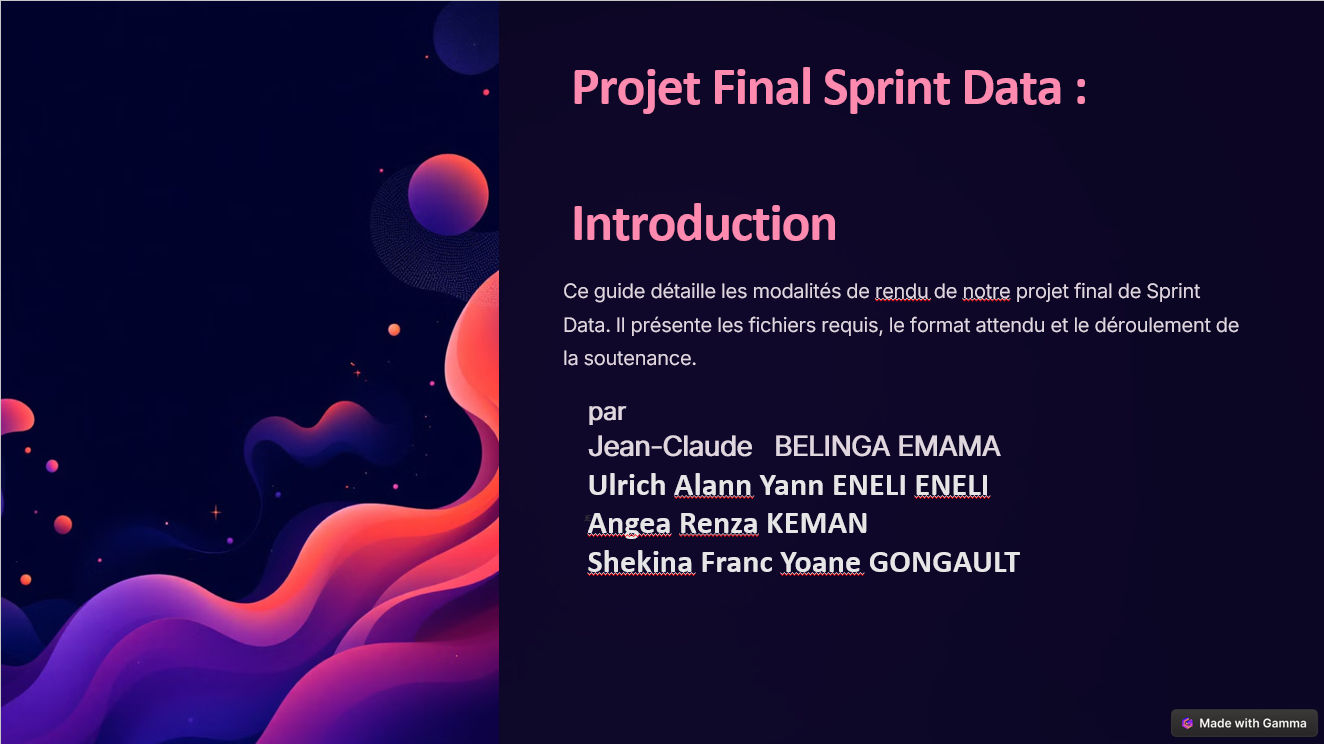 Projet Final Sprint Data :
Introduction
Ce guide détaille les modalités de rendu de notre projet final de Sprint
Data. Il présente les fichiers requis, le format attendu et le déroulement de
la soutenance.
par
Jean-Claude BELINGA EMAMA
Ulrich Alann Yann ENELI ENELI
Angea Renza KEMAN
Shekina Franc Yoane GONGAULT
Made with Gamma